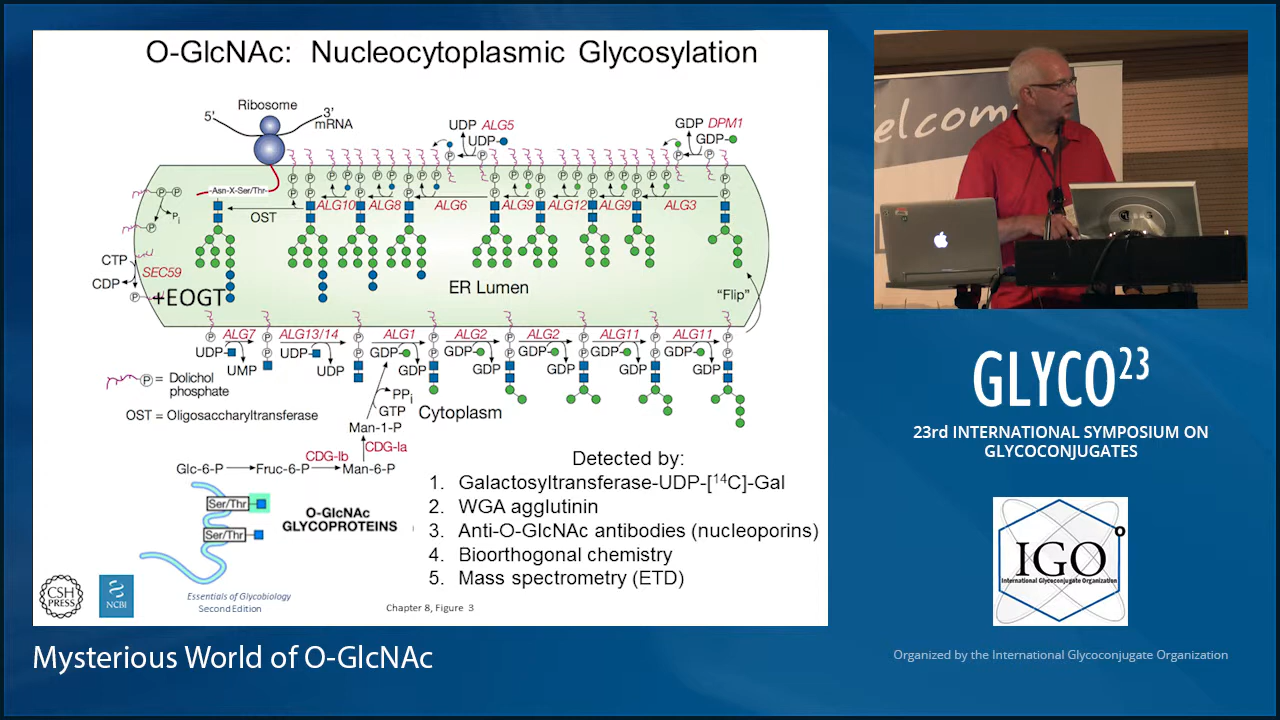 O-GlcNAc: Nucleocytoplasmic Glycosylation
Ribosome
5'
3'
mRNA
UDP ALG5
UDP-
GDP DPM1
GDP-
P
-Asn-X-Ser/Thr-
OST
ALG10
ALG8
ALG6
ALG9
ALG12
ALG9
ALG3
P P
Pi
P
CTP
CDP
SEC59
P
+EOGT
ER Lumen
"Flip"
ALG7
ALG13/14
ALG1
ALG2
ALG2
ALG11
ALG11
UDP-
UMP
UDP-
UDP
GDP-
GDP
GDP-
GDP
GDP-
GDP
GDP-
GDP
GDP-
GDP
P = Dolichol
phosphate
OST = Oligosaccharyltransferase
PPi
GTP
Cytoplasm
Man-1-P
CDG-Ia
CDG-Ib
Glc-6-P
Fruc-6-P
Man-6-P
Ser/Thr
Ser/Thr
O-GlcNAc
GLYCOPROTEINS
Detected by:
1. Galactosyltransferase-UDP-[14C]-Gal
2. WGA agglutinin
3. Anti-O-GlcNAc antibodies (nucleoporins)
4. Bioorthogonal chemistry
5. Mass spectrometry (ETD)
CSH
PRESS
NCBI
Essentials of Glycobiology
Second Edition
Chapter 8, Figure 3
Mysterious World of O-GlcNAc
elcom
GLYCO23
23rd INTERNATIONAL SYMPOSIUM ON
GLYCOCONJUGATES
IGO
International Glycoconjugate Organization
Organized by the International Glycoconjugate Organization